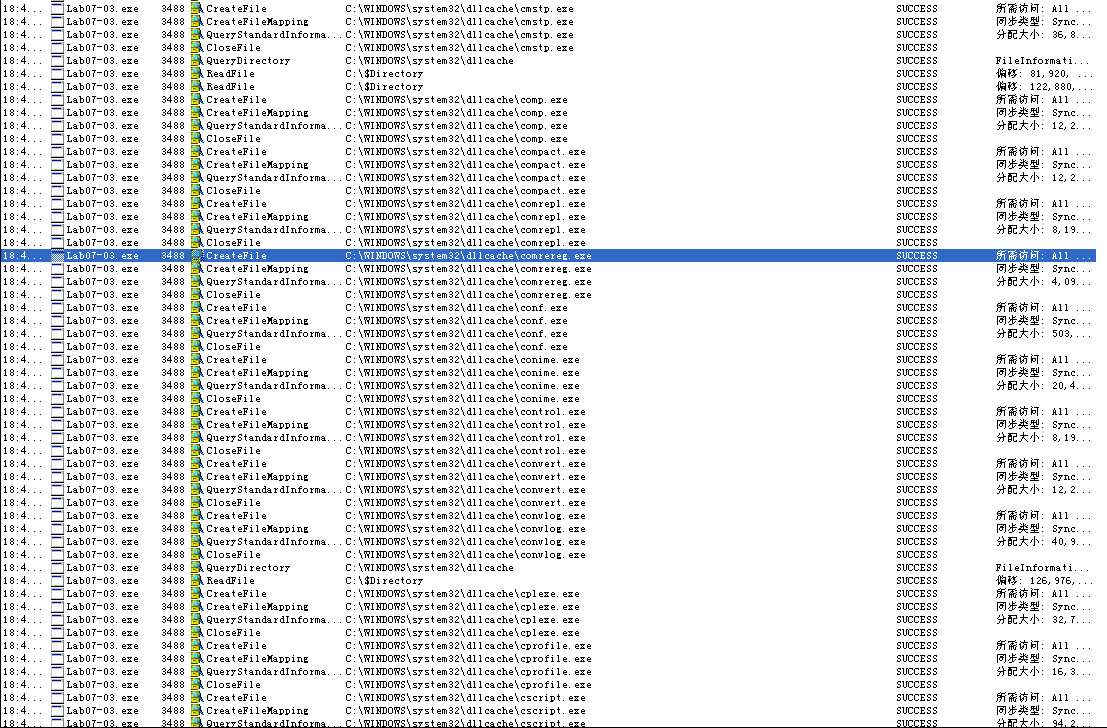 18:4... Lab07-03.exe 3488 CreateFile C:\WINDOWS\system32\dllcache\cmstp.exe SUCCESS 所需访问: All ...
18:4... Lab07-03.exe 3488 CreateFileMapping C:\WINDOWS\system32\dllcache\cmstp.exe SUCCESS 同步类型: Sync...
18:4... Lab07-03.exe 3488 QueryStandardInforma... C:\WINDOWS\system32\dllcache\cmstp.exe SUCCESS 分配大小: 36,8...
18:4... Lab07-03.exe 3488 CloseFile C:\WINDOWS\system32\dllcache\cmstp.exe SUCCESS
18:4... Lab07-03.exe 3488 QueryDirectory C:\WINDOWS\system32\dllcache SUCCESS FileInformati...
18:4... Lab07-03.exe 3488 ReadFile C:\$Directory SUCCESS 偏移: 81,920, ...
18:4... Lab07-03.exe 3488 ReadFile C:\$Directory SUCCESS 偏移: 122,880,...
18:4... Lab07-03.exe 3488 CreateFile C:\WINDOWS\system32\dllcache\comp.exe SUCCESS 所需访问: All ...
18:4... Lab07-03.exe 3488 CreateFileMapping C:\WINDOWS\system32\dllcache\comp.exe SUCCESS 同步类型: Sync...
18:4... Lab07-03.exe 3488 QueryStandardInforma... C:\WINDOWS\system32\dllcache\comp.exe SUCCESS 分配大小: 12,2...
18:4... Lab07-03.exe 3488 CloseFile C:\WINDOWS\system32\dllcache\comp.exe SUCCESS
18:4... Lab07-03.exe 3488 CreateFile C:\WINDOWS\system32\dllcache\compact.exe SUCCESS 所需访问: All ...
18:4... Lab07-03.exe 3488 CreateFileMapping C:\WINDOWS\system32\dllcache\compact.exe SUCCESS 同步类型: Sync...
18:4... Lab07-03.exe 3488 QueryStandardInforma... C:\WINDOWS\system32\dllcache\compact.exe SUCCESS 分配大小: 12,2...
18:4... Lab07-03.exe 3488 CloseFile C:\WINDOWS\system32\dllcache\compact.exe SUCCESS
18:4... Lab07-03.exe 3488 CreateFile C:\WINDOWS\system32\dllcache\comrepl.exe SUCCESS 所需访问: All ...
18:4... Lab07-03.exe 3488 CreateFileMapping C:\WINDOWS\system32\dllcache\comrepl.exe SUCCESS 同步类型: Sync...
18:4... Lab07-03.exe 3488 QueryStandardInforma... C:\WINDOWS\system32\dllcache\comrepl.exe SUCCESS 分配大小: 8,19...
18:4... Lab07-03.exe 3488 CloseFile C:\WINDOWS\system32\dllcache\comrepl.exe SUCCESS
18:4... Lab07-03.exe 3488 CreateFile C:\WINDOWS\system32\dllcache\comrereg.exe SUCCESS 所需访问: All ...
18:4... Lab07-03.exe 3488 CreateFileMapping C:\WINDOWS\system32\dllcache\comrereg.exe SUCCESS 同步类型: Sync...
18:4... Lab07-03.exe 3488 QueryStandardInforma... C:\WINDOWS\system32\dllcache\comrereg.exe SUCCESS 分配大小: 4,09...
18:4... Lab07-03.exe 3488 CloseFile C:\WINDOWS\system32\dllcache\comrereg.exe SUCCESS
18:4... Lab07-03.exe 3488 CreateFile C:\WINDOWS\system32\dllcache\conf.exe SUCCESS 所需访问: All ...
18:4... Lab07-03.exe 3488 CreateFileMapping C:\WINDOWS\system32\dllcache\conf.exe SUCCESS 同步类型: Sync...
18:4... Lab07-03.exe 3488 QueryStandardInforma... C:\WINDOWS\system32\dllcache\conf.exe SUCCESS 分配大小: 503,...
18:4... Lab07-03.exe 3488 CloseFile C:\WINDOWS\system32\dllcache\conf.exe SUCCESS
18:4... Lab07-03.exe 3488 CreateFile C:\WINDOWS\system32\dllcache\conime.exe SUCCESS 所需访问: All ...
18:4... Lab07-03.exe 3488 CreateFileMapping C:\WINDOWS\system32\dllcache\conime.exe SUCCESS 同步类型: Sync...
18:4... Lab07-03.exe 3488 QueryStandardInforma... C:\WINDOWS\system32\dllcache\conime.exe SUCCESS 分配大小: 20,4...
18:4... Lab07-03.exe 3488 CloseFile C:\WINDOWS\system32\dllcache\conime.exe SUCCESS
18:4... Lab07-03.exe 3488 CreateFile C:\WINDOWS\system32\dllcache\control.exe SUCCESS 所需访问: All ...
18:4... Lab07-03.exe 3488 CreateFileMapping C:\WINDOWS\system32\dllcache\control.exe SUCCESS 同步类型: Sync...
18:4... Lab07-03.exe 3488 QueryStandardInforma... C:\WINDOWS\system32\dllcache\control.exe SUCCESS 分配大小: 8,19...
18:4... Lab07-03.exe 3488 CloseFile C:\WINDOWS\system32\dllcache\control.exe SUCCESS
18:4... Lab07-03.exe 3488 CreateFile C:\WINDOWS\system32\dllcache\convert.exe SUCCESS 所需访问: All ...
18:4... Lab07-03.exe 3488 CreateFileMapping C:\WINDOWS\system32\dllcache\convert.exe SUCCESS 同步类型: Sync...
18:4... Lab07-03.exe 3488 QueryStandardInforma... C:\WINDOWS\system32\dllcache\convert.exe SUCCESS 分配大小: 12,2...
18:4... Lab07-03.exe 3488 CloseFile C:\WINDOWS\system32\dllcache\convert.exe SUCCESS
18:4... Lab07-03.exe 3488 CreateFile C:\WINDOWS\system32\dllcache\convlog.exe SUCCESS 所需访问: All ...
18:4... Lab07-03.exe 3488 CreateFileMapping C:\WINDOWS\system32\dllcache\convlog.exe SUCCESS 同步类型: Sync...
18:4... Lab07-03.exe 3488 QueryStandardInforma... C:\WINDOWS\system32\dllcache\convlog.exe SUCCESS 分配大小: 40,9...
18:4... Lab07-03.exe 3488 CloseFile C:\WINDOWS\system32\dllcache\convlog.exe SUCCESS
18:4... Lab07-03.exe 3488 QueryDirectory C:\WINDOWS\system32\dllcache SUCCESS FileInformati...
18:4... Lab07-03.exe 3488 ReadFile C:\$Directory SUCCESS 偏移: 126,976,...
18:4... Lab07-03.exe 3488 CreateFile C:\WINDOWS\system32\dllcache\cplexe.exe SUCCESS 所需访问: All ...
18:4... Lab07-03.exe 3488 CreateFileMapping C:\WINDOWS\system32\dllcache\cplexe.exe SUCCESS 同步类型: Sync...
18:4... Lab07-03.exe 3488 QueryStandardInforma... C:\WINDOWS\system32\dllcache\cplexe.exe SUCCESS 分配大小: 32,7...
18:4... Lab07-03.exe 3488 CloseFile C:\WINDOWS\system32\dllcache\cplexe.exe SUCCESS
18:4... Lab07-03.exe 3488 CreateFile C:\WINDOWS\system32\dllcache\cprofile.exe SUCCESS 所需访问: All ...
18:4... Lab07-03.exe 3488 CreateFileMapping C:\WINDOWS\system32\dllcache\cprofile.exe SUCCESS 同步类型: Sync...
18:4... Lab07-03.exe 3488 QueryStandardInforma... C:\WINDOWS\system32\dllcache\cprofile.exe SUCCESS 分配大小: 16,3...
18:4... Lab07-03.exe 3488 CloseFile C:\WINDOWS\system32\dllcache\cprofile.exe SUCCESS
18:4... Lab07-03.exe 3488 CreateFile C:\WINDOWS\system32\dllcache\cscript.exe SUCCESS 所需访问: All ...
18:4... Lab07-03.exe 3488 CreateFileMapping C:\WINDOWS\system32\dllcache\cscript.exe SUCCESS 同步类型: Sync...
18:4... Lab07-03.exe 3488 QueryStandardInforma... C:\WINDOWS\system32\dllcache\cscript.exe SUCCESS 分配大小: 94,2...